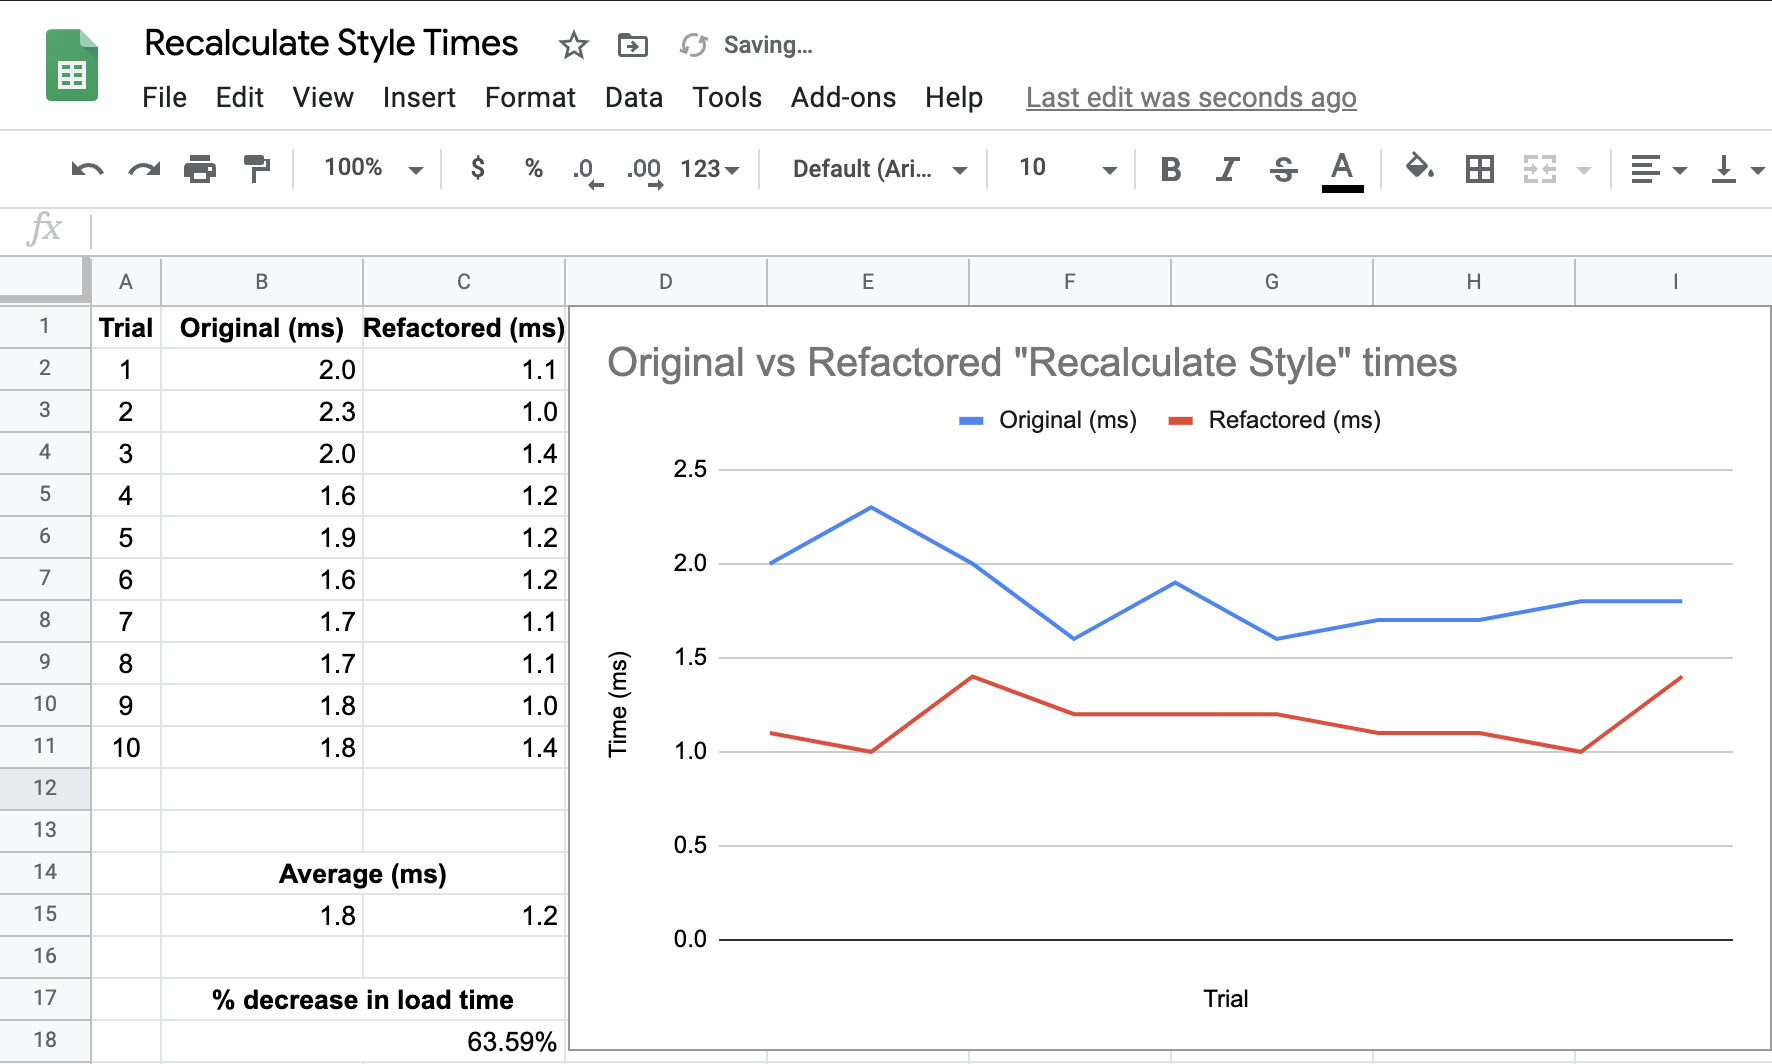 Recalculate Style Times Saving...
File Edit View Insert Format Data Tools Add-ons Help Last edit was seconds ago
100% $ % .0 .00 123 Default (Ari... 10 B I S A
fx
A B C D E F G H I
1 Trial Original (ms) Refactored (ms)
2 1 2.0 1.1
3 2 2.3 1.0
4 3 2.0 1.4
5 4 1.6 1.2
6 5 1.9 1.2
7 6 1.6 1.2
8 7 1.7 1.1
9 8 1.7 1.1
10 9 1.8 1.0
11 10 1.8 1.4
12
13
14 Average (ms)
15 1.8 1.2
16
17 % decrease in load time
18 63.59%
Original vs Refactored "Recalculate Style" times
Original (ms) Refactored (ms)
2.5
2.0
1.5
1.0
0.5
0.0
Time (ms)
Trial